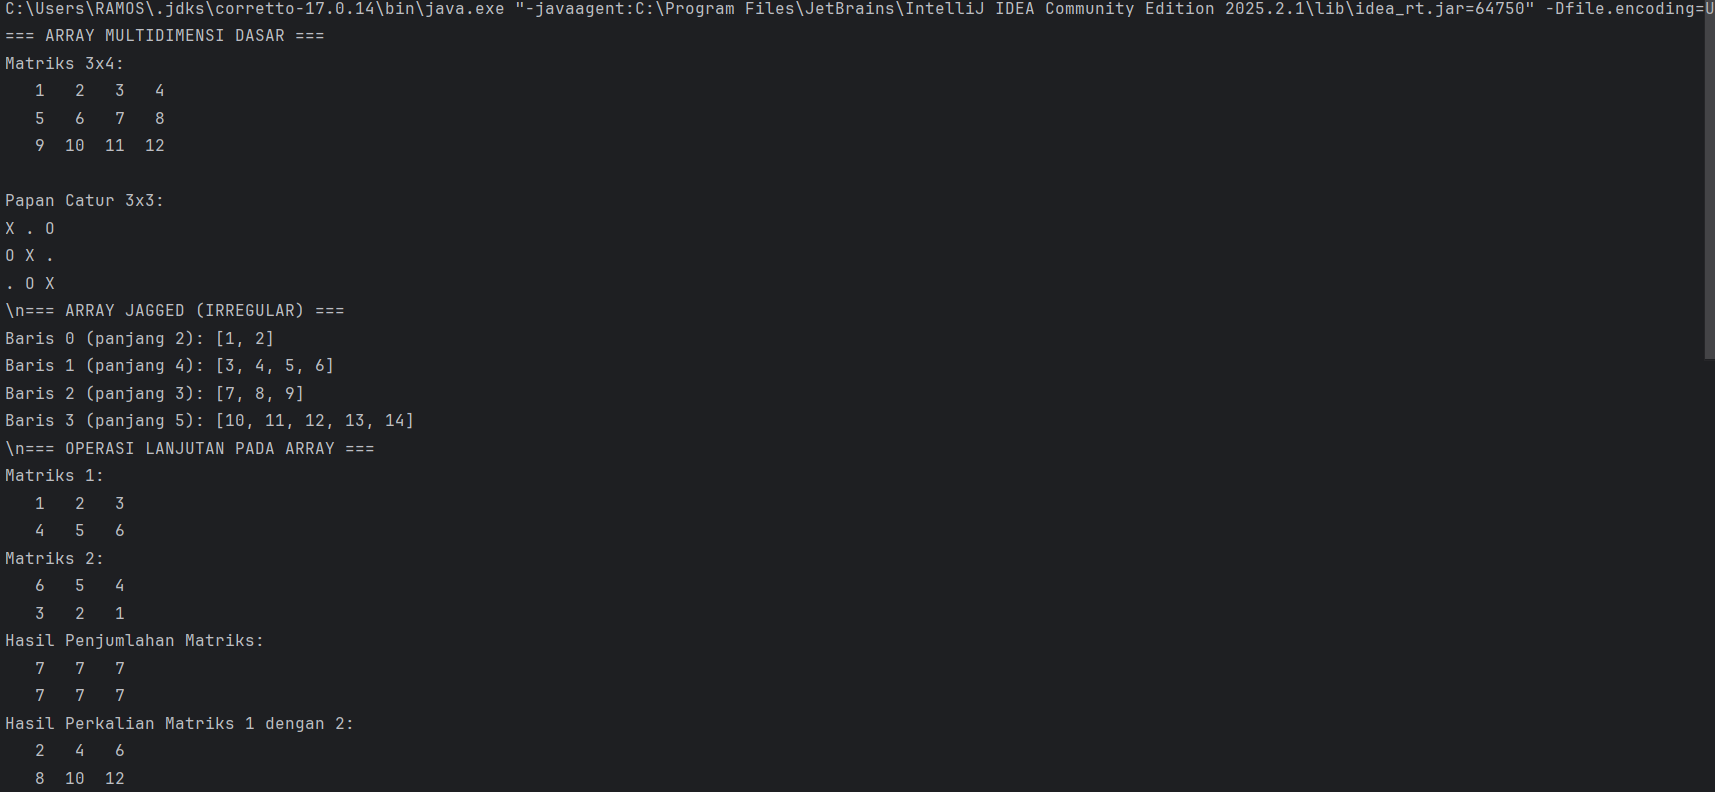 C:\Users\RAMOS\.jdks\corretto-17.0.14\bin\java.exe "-javaagent:C:\Program Files\JetBrains\IntelliJ IDEA Community Edition 2025.2.1\lib\idea_rt.jar=64750" -Dfile.encoding=U
=== ARRAY MULTIDIMENSI DASAR ===
Matriks 3x4:
   1   2   3   4
   5   6   7   8
   9  10  11  12
Papan Catur 3x3:
X . O
O X .
. O X
\n=== ARRAY JAGGED (IRREGULAR) ===
Baris 0 (panjang 2): [1, 2]
Baris 1 (panjang 4): [3, 4, 5, 6]
Baris 2 (panjang 3): [7, 8, 9]
Baris 3 (panjang 5): [10, 11, 12, 13, 14]
\n=== OPERASI LANJUTAN PADA ARRAY ===
Matriks 1:
   1   2   3
   4   5   6
Matriks 2:
   6   5   4
   3   2   1
Hasil Penjumlahan Matriks:
   7   7   7
   7   7   7
Hasil Perkalian Matriks 1 dengan 2:
   2   4   6
   8  10  12